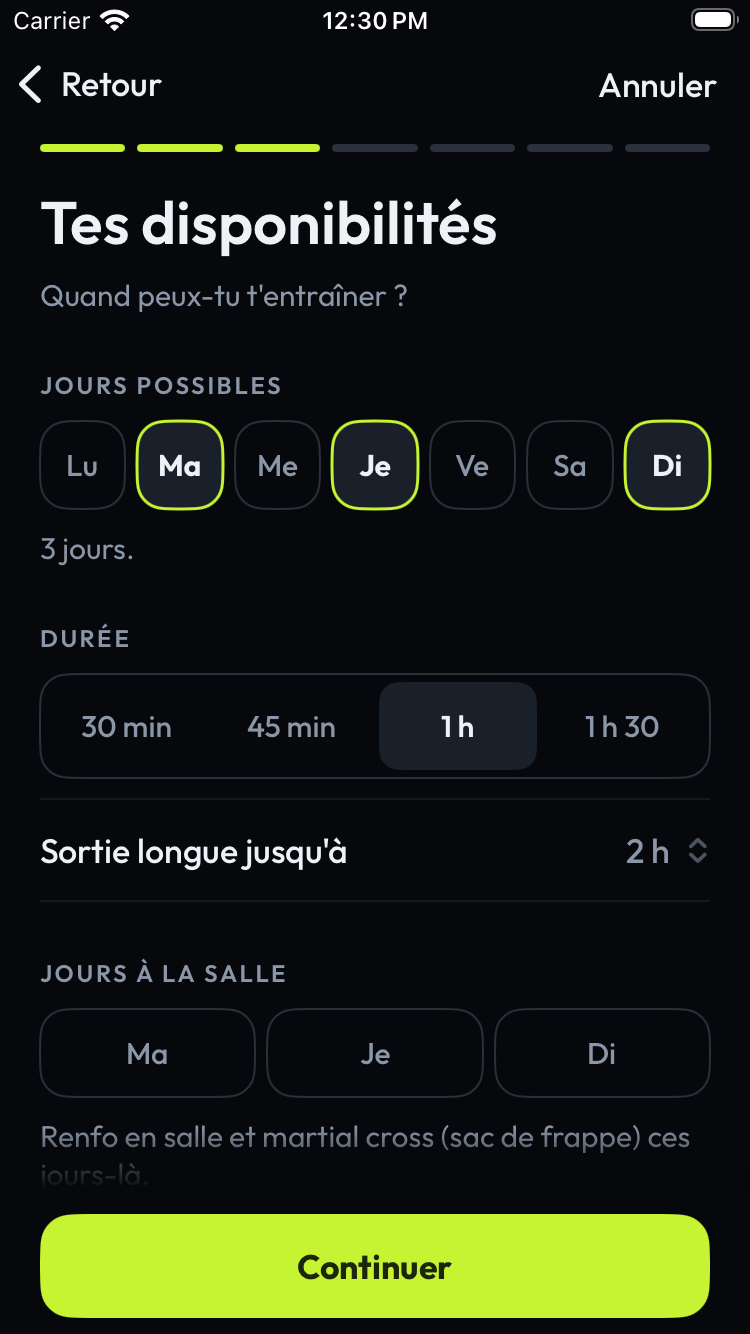 Carrier 12:30 PM
Retour Annuler
Tes disponibilités
Quand peux-tu t'entraîner ?
JOURS POSSIBLES
Lu Ma Me Je Ve Sa Di
3 jours.
DURÉE
30 min 45 min 1 h 1 h 30
Sortie longue jusqu'à 2 h
JOURS À LA SALLE
Ma Je Di
Renfo en salle et martial cross (sac de frappe) ces
jours-là.
Continuer